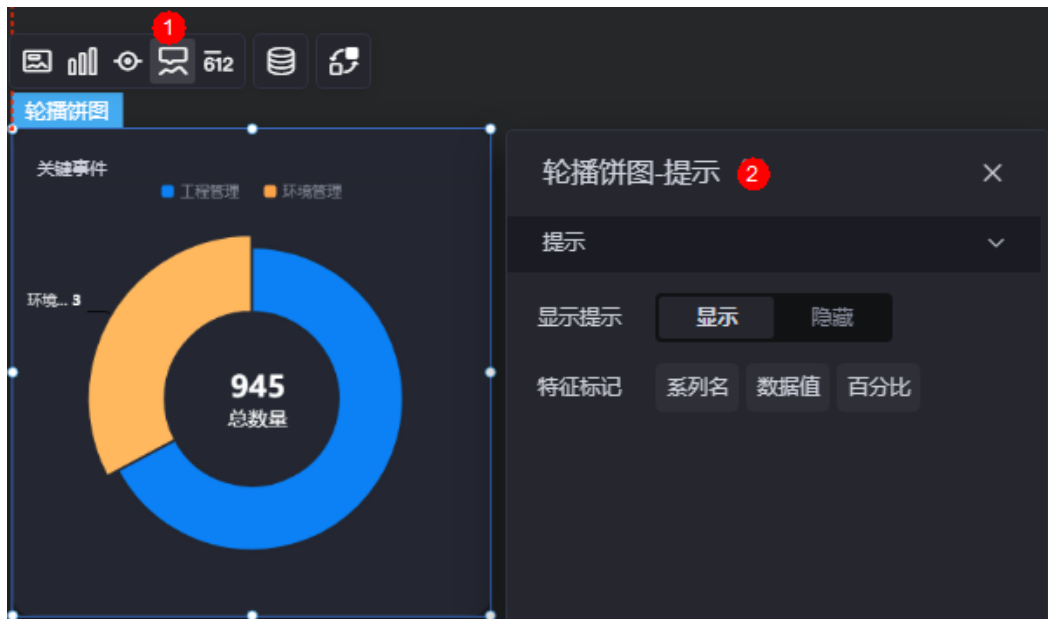 1
612
轮播饼图
关键事件
工程管理 环境管理
环境... 3
945
总数量
轮播饼图-提示 2
提示
显示提示 显示 隐藏
特征标记 系列名 数据值 百分比